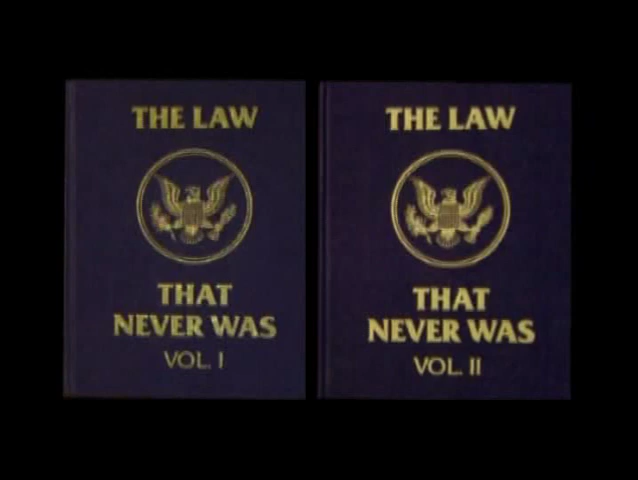 THE LAW
THAT
NEVER WAS
VOL. I
THE LAW
THAT
NEVER WAS
VOL. II